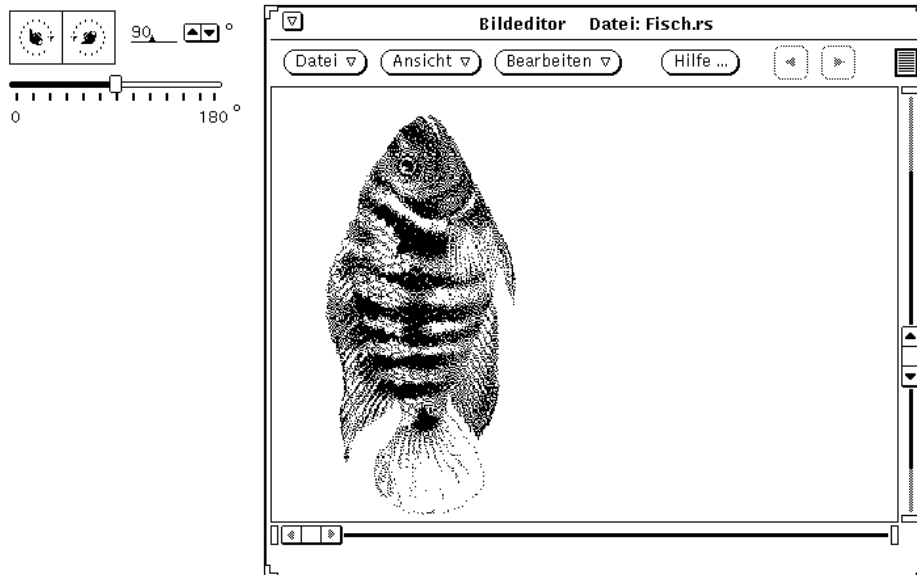 90 °
0 180 °
Bildeditor Datei: Fisch.rs
Datei Ansicht Bearbeiten Hilfe ...